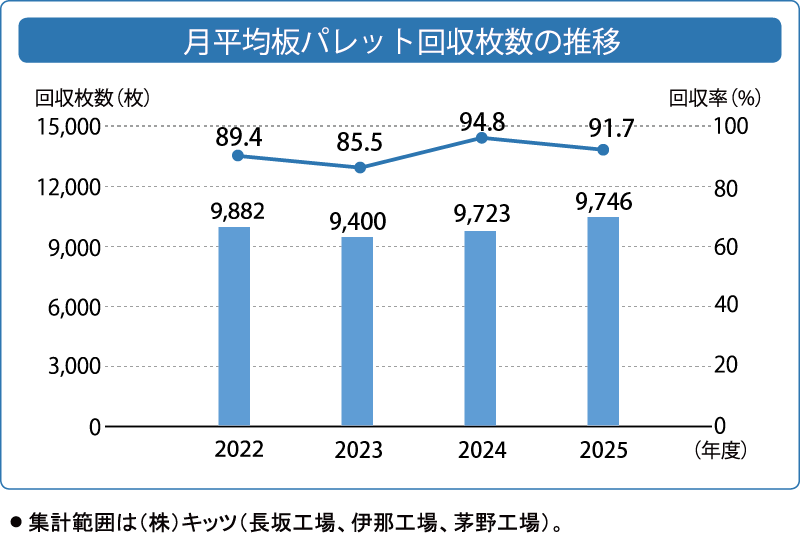 月平均板パレット回収枚数の推移
回収枚数（枚） 回収率（%）
15,000 100
12,000 80
9,000 60
6,000 40
3,000 20
0 0
89.4 85.5 94.8 91.7
9,882 9,400 9,723 9,746
2022 2023 2024 2025 （年度）
● 集計範囲は（株）キッツ（長坂工場、伊那工場、茅野工場）。